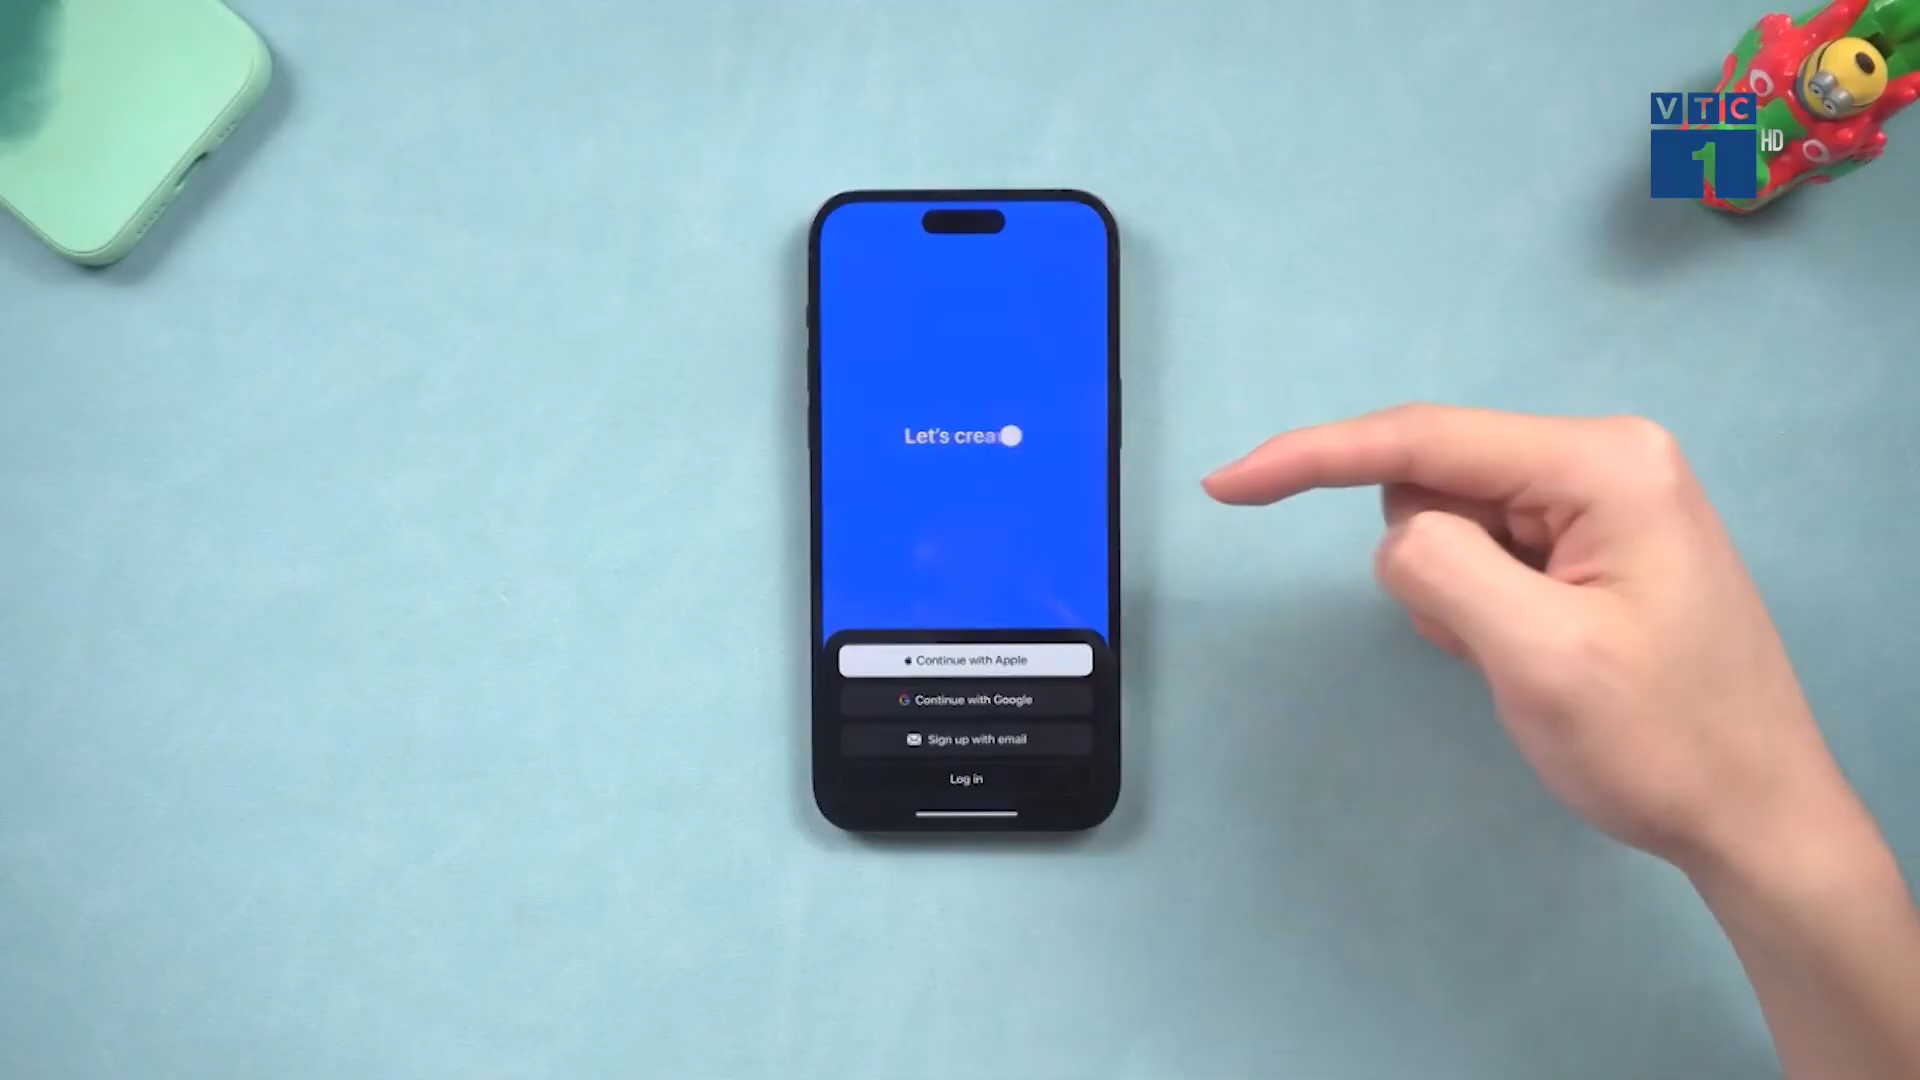 VTC
1
HD
Let's crea
Continue with Apple
Continue with Google
Sign up with email
Log in